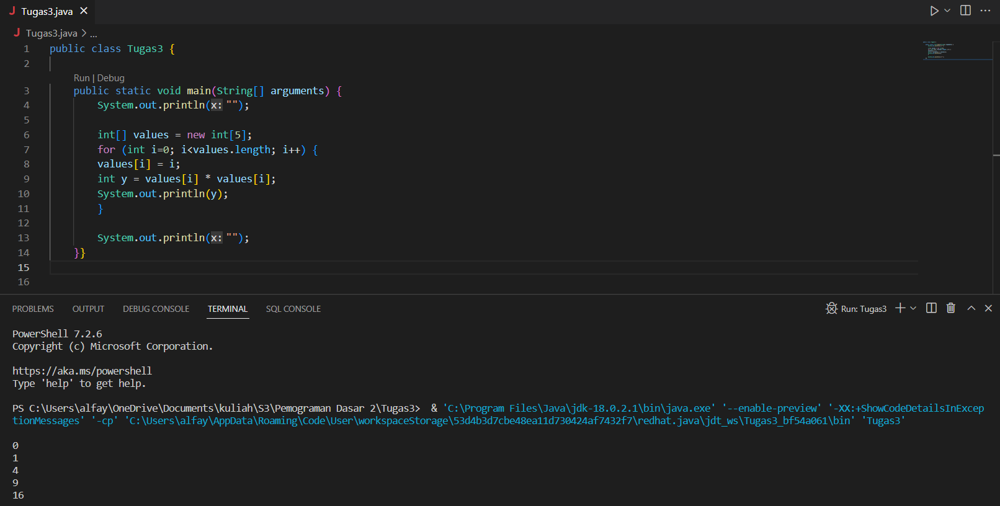 J Tugas3.java ×
J Tugas3.java > ...
1 public class Tugas3 {
2
Run | Debug
3 public static void main(String[] arguments) {
4 System.out.println(x: "");
5
6 int[] values = new int[5];
7 for (int i=0; i<values.length; i++) {
8 values[i] = i;
9 int y = values[i] * values[i];
10 System.out.println(y);
11 }
12
13 System.out.println(x: "");
14 }}
15
16
PROBLEMS OUTPUT DEBUG CONSOLE TERMINAL SQL CONSOLE Run: Tugas3
PowerShell 7.2.6
Copyright (c) Microsoft Corporation.
https://aka.ms/powershell
Type 'help' to get help.
PS C:\Users\alfay\OneDrive\Documents\kuliah\S3\Pemograman Dasar 2\Tugas3> & 'C:\Program Files\Java\jdk-18.0.2.1\bin\java.exe' '--enable-preview' '-XX:+ShowCodeDetailsInExcep
tionMessages' '-cp' 'C:\Users\alfay\AppData\Roaming\Code\User\workspaceStorage\53d4b3d7cbe48ea11d730424af7432f7\redhat.java\jdt_ws\Tugas3_bf54a061\bin' 'Tugas3'
0
1
4
9
16